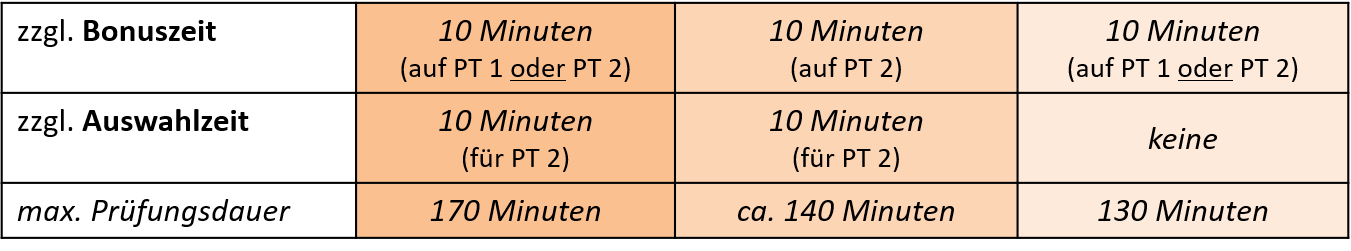 zzgl. Bonuszeit
10 Minuten
(auf PT 1 oder PT 2)
10 Minuten
(auf PT 2)
10 Minuten
(auf PT 1 oder PT 2)
zzgl. Auswahlzeit
10 Minuten
(für PT 2)
10 Minuten
(für PT 2)
keine
max. Prüfungsdauer
170 Minuten
ca. 140 Minuten
130 Minuten